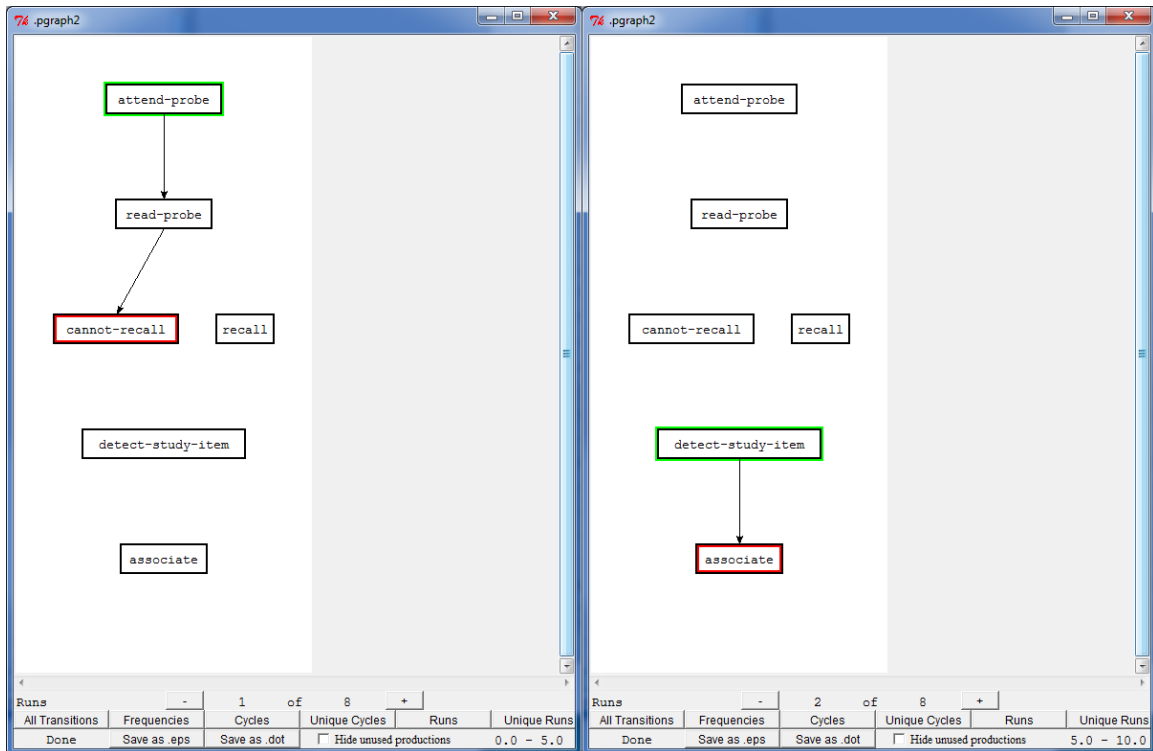 .pgraph2
attend-probe
read-probe
cannot-recall recall
detect-study-item
associate
Runs - 1 of 8 +
All Transitions Frequencies Cycles Unique Cycles Runs Unique Runs
Done Save as .eps Save as .dot Hide unused productions 0.0 - 5.0
.pgraph2
attend-probe
read-probe
cannot-recall recall
detect-study-item
associate
Runs - 2 of 8 +
All Transitions Frequencies Cycles Unique Cycles Runs Unique Runs
Done Save as .eps Save as .dot Hide unused productions 5.0 - 10.0